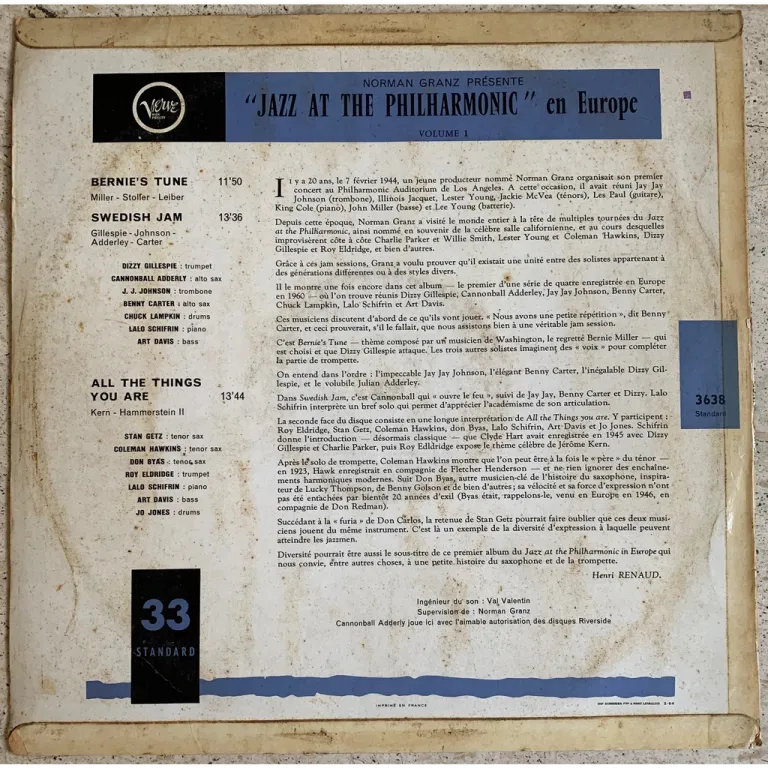 Verve
NORMAN GRANZ PRÉSENTE
"JAZZ AT THE PHILHARMONIC" en Europe
VOLUME 1
BERNIE'S TUNE 11'50
Miller - Stoller - Leiber
SWEDISH JAM 13'36
Gillespie - Johnson -
Adderley - Carter
DIZZY GILLESPIE : trumpet
CANNONBALL ADDERLY : alto sax
J. J. JOHNSON : trombone
BENNY CARTER : alto sax
CHUCK LAMPKIN : drums
LALO SCHIFRIN : piano
ART DAVIS : bass
ALL THE THINGS
YOU ARE 13'44
Kern - Hammerstein II
STAN GETZ : tenor sax
COLEMAN HAWKINS : tenor sax
DON BYAS : tenor sax
ROY ELDRIDGE : trumpet
LALO SCHIFRIN : piano
ART DAVIS : bass
JO JONES : drums
33
STANDARD
Il y a 20 ans, le 7 février 1944, un jeune producteur nommé Norman Granz organisait son premier
concert au Philharmonic Auditorium de Los Angeles. A cette occasion, il avait réuni Jay Jay
Johnson (trombone), Illinois Jacquet, Lester Young, Jackie McVea (ténors), Les Paul (guitare),
King Cole (piano), John Miller (basse) et Lee Young (batterie).
Depuis cette époque, Norman Granz a visité le monde entier à la tête de multiples tournées du Jazz
at the Philharmonic, ainsi nommé en souvenir de la célèbre salle californienne, et au cours desquelles
improvisèrent côte à côte Charlie Parker et Willie Smith, Lester Young et Coleman Hawkins, Dizzy
Gillespie et Roy Eldridge, et bien d'autres.
Grâce à ces jam sessions, Granz a voulu prouver qu'il existait une unité entre des solistes appartenant à
des générations différentes ou à des styles divers.
Il le montre une fois encore dans cet album — le premier d'une série de quatre enregistrée en Europe
en 1960 — où l'on trouve réunis Dizzy Gillespie, Cannonball Adderley, Jay Jay Johnson, Benny Carter,
Chuck Lampkin, Lalo Schifrin et Art Davis.
Ces musiciens discutent d'abord de ce qu'ils vont jouer. « Nous avons une petite répétition », dit Benny
Carter, et ceci prouverait, s'il le fallait, que nous assistons bien à une véritable jam session.
C'est Bernie's Tune — thème composé par un musicien de Washington, le regretté Bernie Miller — qui
est choisi et que Dizzy Gillespie attaque. Les trois autres solistes imaginent des « voix » pour compléter
la partie de trompette.
On entend dans l'ordre : l'impeccable Jay Jay Johnson, l'élégant Benny Carter, l'inégalable Dizzy Gil-
lespie, et le volubile Julian Adderley.
Dans Swedish Jam, c'est Cannonball qui « ouvre le feu », suivi de Jay Jay, Benny Carter et Dizzy. Lalo
Schifrin interprète un bref solo qui permet d'apprécier l'académisme de son articulation.
La seconde face du disque consiste en une longue interprétation de All the Things you are. Y participent :
Roy Eldridge, Stan Getz, Coleman Hawkins, don Byas, Lalo Schifrin, Art Davis et Jo Jones. Schifrin
donne l'introduction — désormais classique — que Clyde Hart avait enregistrée en 1945 avec Dizzy
Gillespie et Charlie Parker, puis Roy Edldridge expose le thème célèbre de Jérôme Kern.
Après le solo de trompette, Coleman Hawkins montre que l'on peut être à la fois le « père » du ténor —
en 1923, Hawk enregistrait en compagnie de Fletcher Henderson — et ne rien ignorer des enchaîne-
ments harmoniques modernes. Suit Don Byas, autre musicien-clé de l'histoire du saxophone, inspira-
teur de Lucky Thompson, de Benny Golson et de bien d'autres ; sa vélocité et sa force d'expression n'ont
pas été entachées par bientôt 20 années d'exil (Byas était, rappelons-le, venu en Europe en 1946, en
compagnie de Don Redman).
Succédant à la « furia » de Don Carlos, la retenue de Stan Getz pourrait faire oublier que ces deux musi-
ciens jouent du même instrument. C'est là un exemple de la diversité d'expression à laquelle peuvent
atteindre les jazzmen.
Diversité pourrait être aussi le sous-titre de ce premier album du Jazz at the Philharmonic in Europe qui
nous convie, entre autres choses, à une petite histoire du saxophone et de la trompette.
Henri RENAUD.
3638
Standard
Ingénieur du son : Val Valentin
Supervision de : Norman Granz
Cannonball Adderly joue ici avec l'aimable autorisation des disques Riverside
IMPRIMÉ EN FRANCE